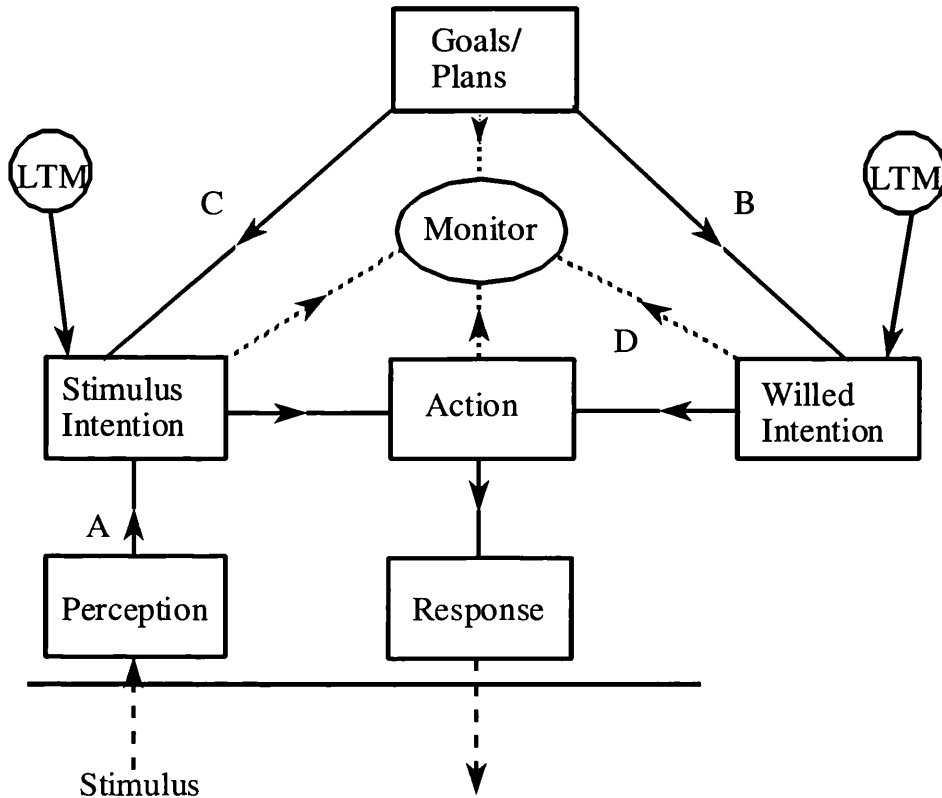 Goals/
Plans
LTM
LTM
C
B
Monitor
D
Stimulus
Intention
Action
Willed
Intention
A
Perception
Response
Stimulus